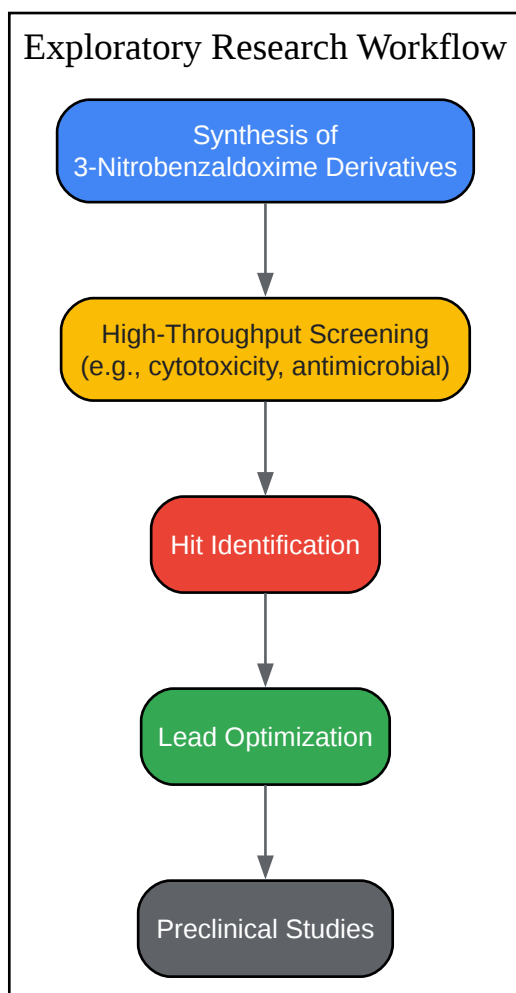 Exploratory Research Workflow
Synthesis of
3-Nitrobenzaldoxime Derivatives
High-Throughput Screening
(e.g., cytotoxicity, antimicrobial)
Hit Identification
Lead Optimization
Preclinical Studies